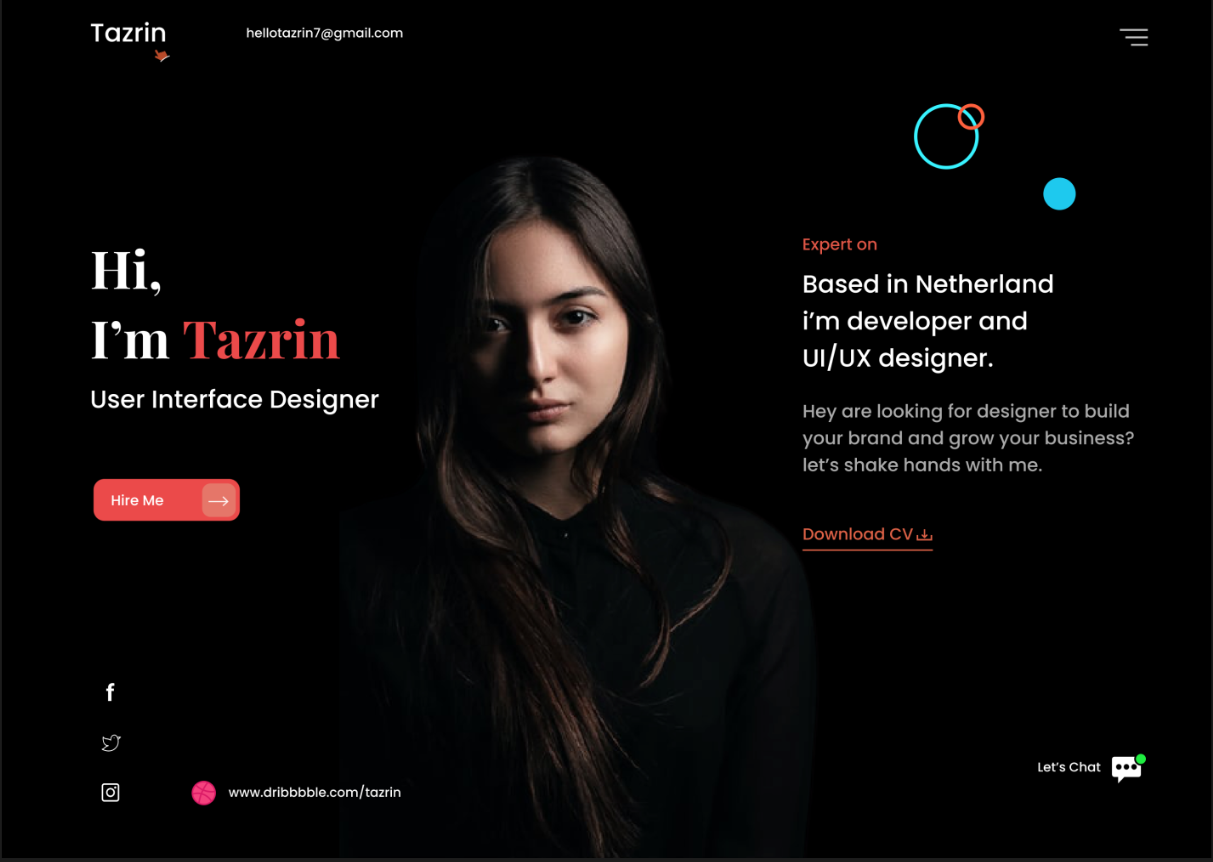 Tazrin
hellotazrin7@gmail.com
Hi,
I’m Tazrin
User Interface Designer
Hire Me
Expert on
Based in Netherland
i’m developer and
UI/UX designer.
Hey are looking for designer to build
your brand and grow your business?
let’s shake hands with me.
Download CV
f
www.dribbbble.com/tazrin
Let’s Chat